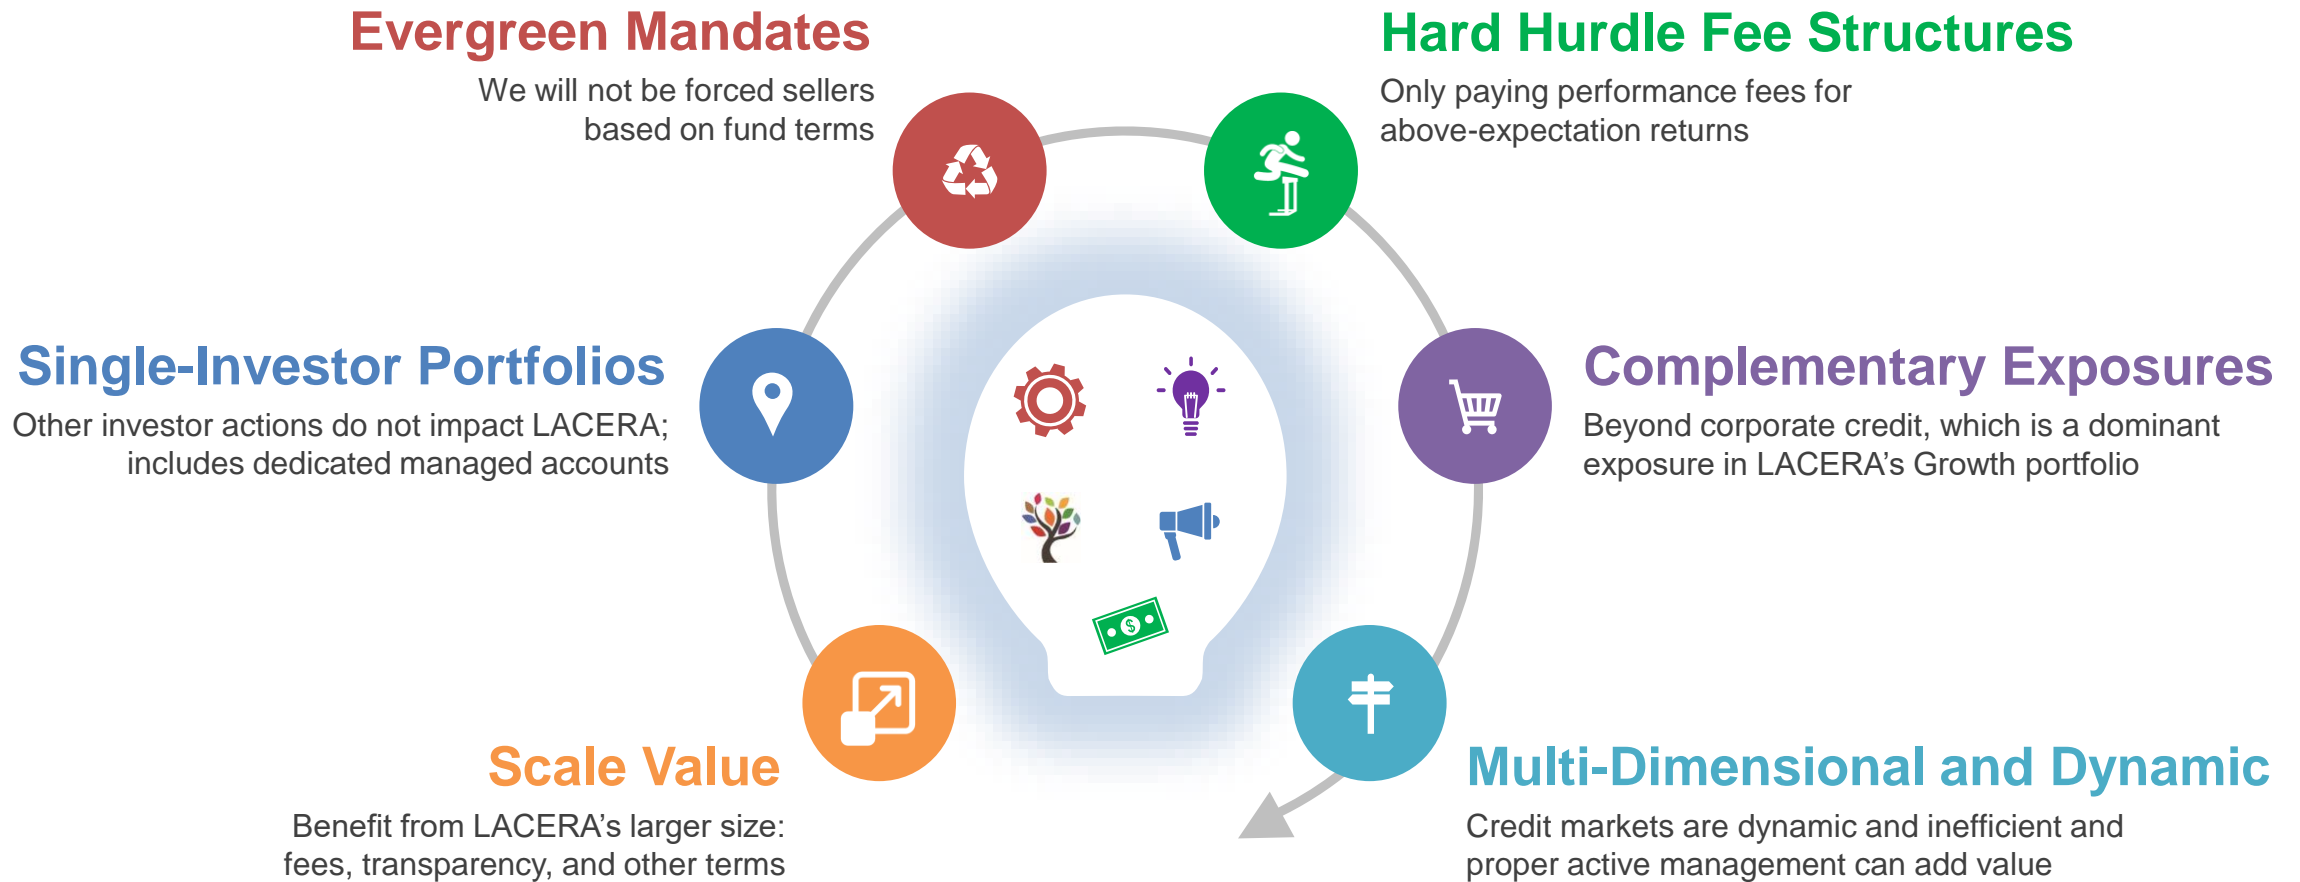 Evergreen Mandates
We will not be forced sellers
based on fund terms
Hard Hurdle Fee Structures
Only paying performance fees for
above-expectation returns
Single-Investor Portfolios
Other investor actions do not impact LACERA;
includes dedicated managed accounts
Complementary Exposures
Beyond corporate credit, which is a dominant
exposure in LACERA’s Growth portfolio
$
Scale Value
Benefit from LACERA’s larger size:
fees, transparency, and other terms
Multi-Dimensional and Dynamic
Credit markets are dynamic and inefficient and
proper active management can add value